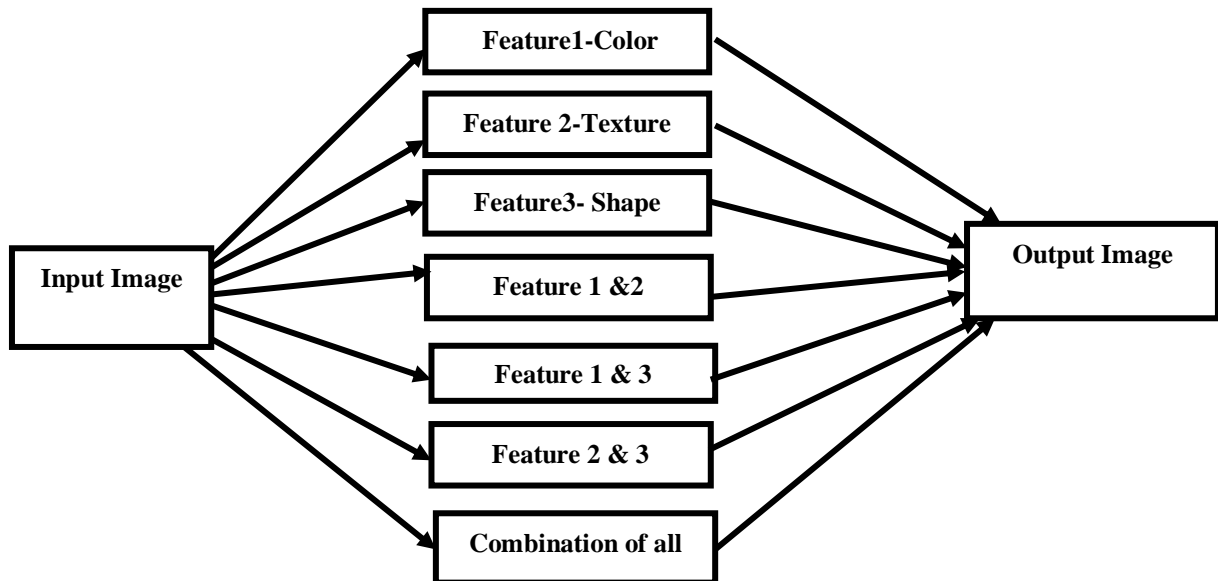 Feature1-Color
Feature 2-Texture
Feature3- Shape
Input Image
Output Image
Feature 1 &2
Feature 1 & 3
Feature 2 & 3
Combination of all